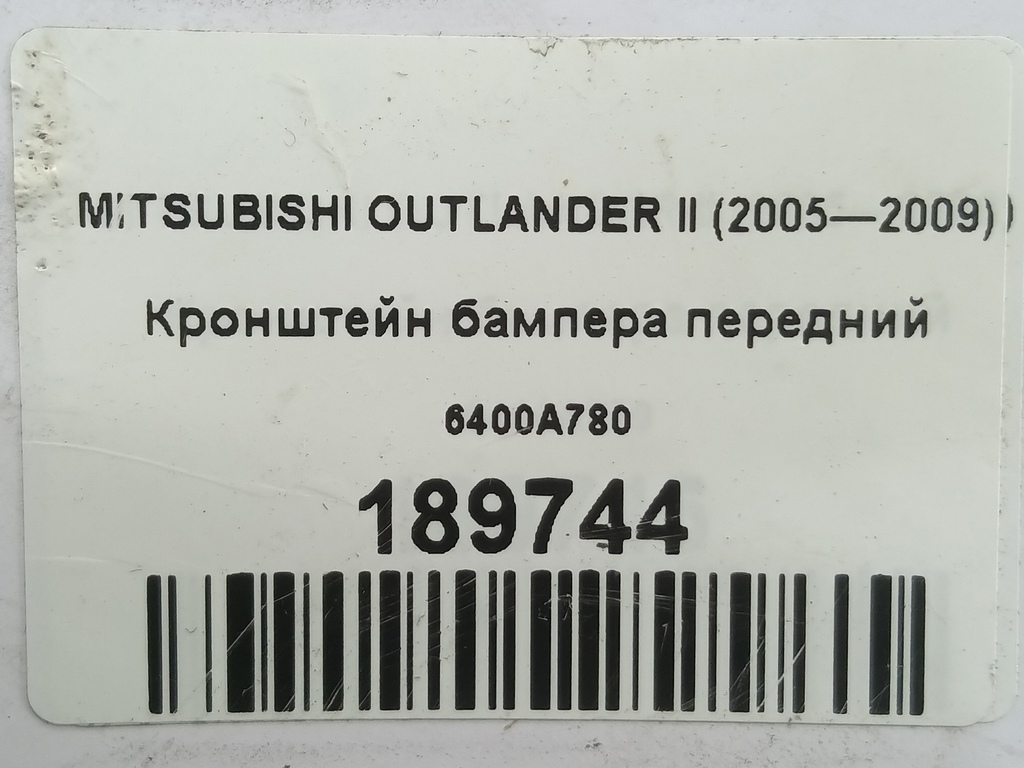 MITSUBISHI OUTLANDER II (2005—2009)
Кронштейн бампера передний
6400A780
189744